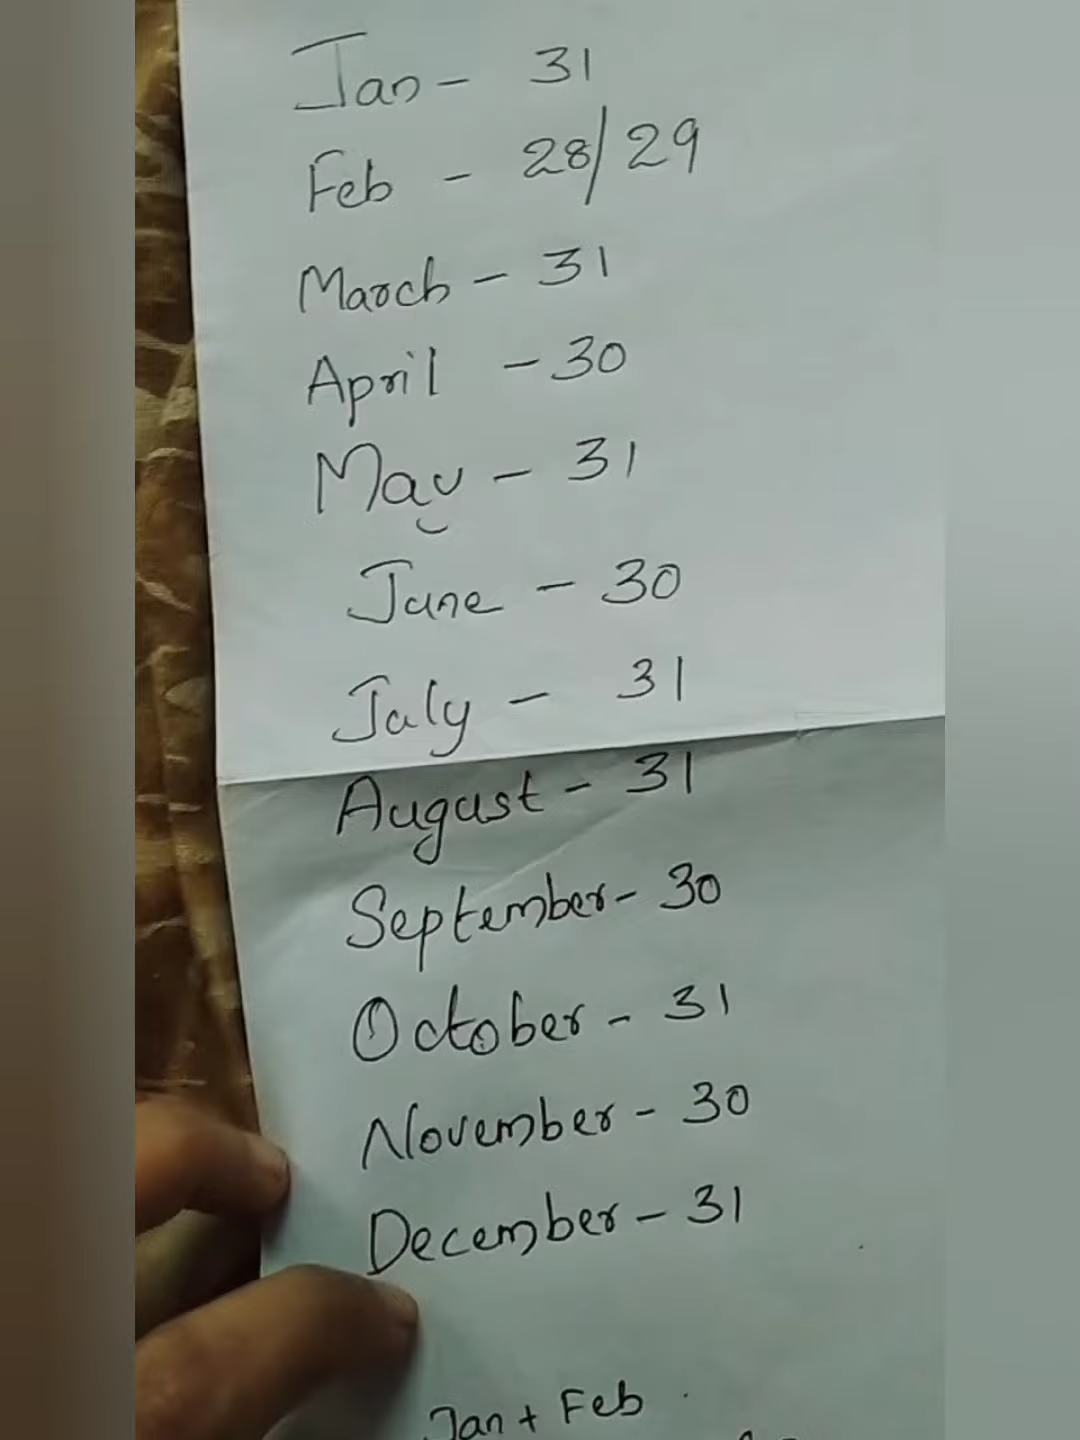 Jan - 31
Feb - 28/29
March - 31
April - 30
May - 31
June - 30
July - 31
August - 31
September - 30
October - 31
November - 30
December - 31
Jan + Feb